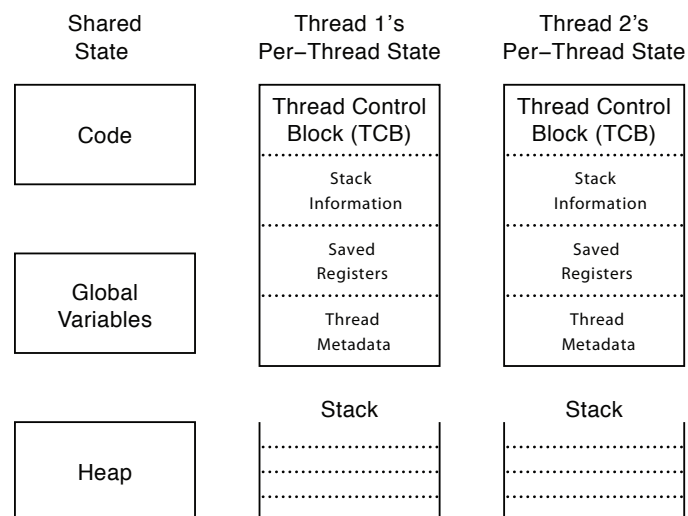 Shared
State
Code
Global
Variables
Heap
Thread 1's
Per–Thread State
Thread Control
Block (TCB)
Stack
Information
Saved
Registers
Thread
Metadata
Stack
Thread 2's
Per–Thread State
Thread Control
Block (TCB)
Stack
Information
Saved
Registers
Thread
Metadata
Stack